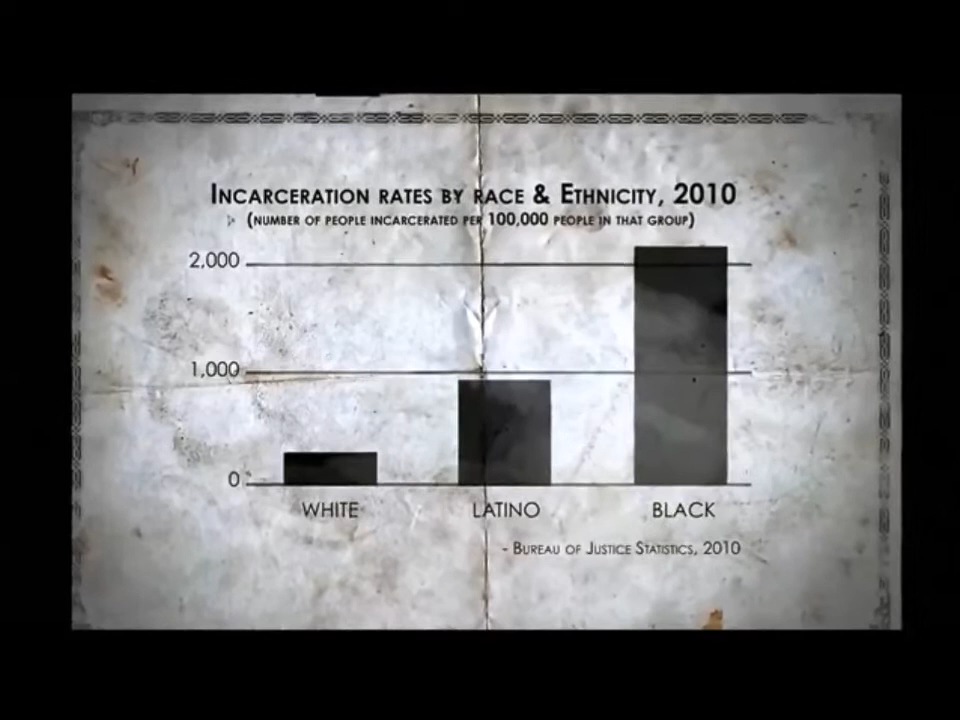 Incarceration rates by race & Ethnicity, 2010
(number of people incarcerated per 100,000 people in that group)
2,000
1,000
0
WHITE LATINO BLACK
- Bureau of Justice Statistics, 2010